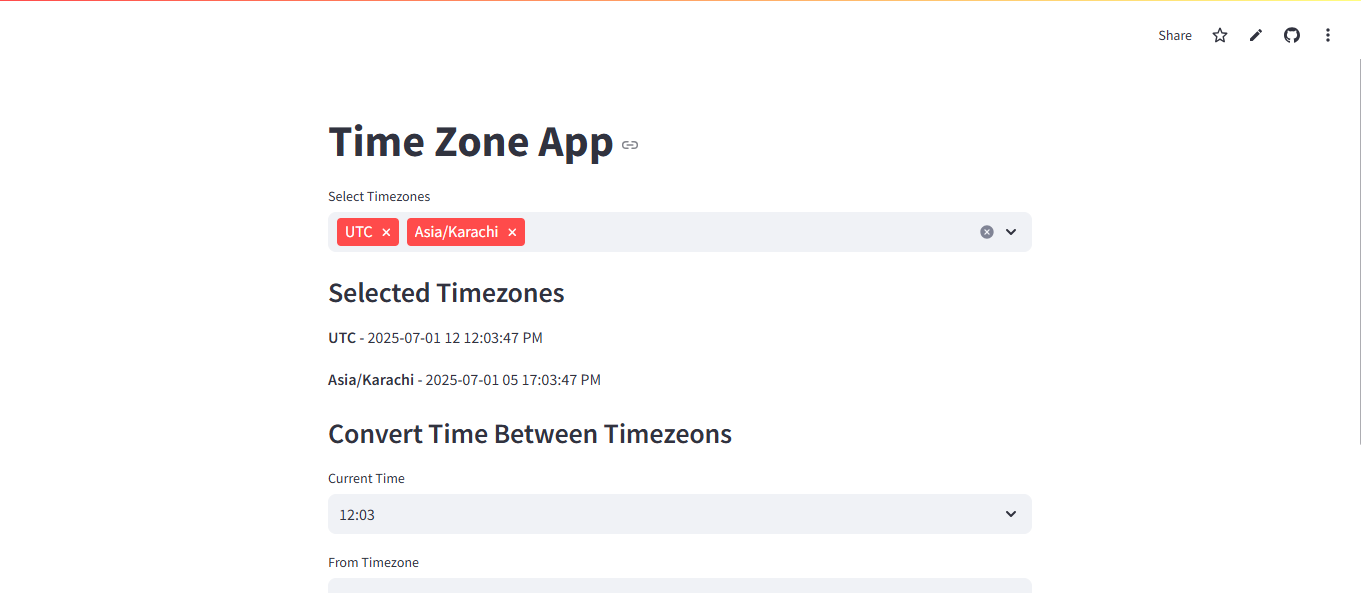 Share
Time Zone App
Select Timezones
UTC Asia/Karachi
Selected Timezones
UTC - 2025-07-01 12 12:03:47 PM
Asia/Karachi - 2025-07-01 05 17:03:47 PM
Convert Time Between Timezeons
Current Time
12:03
From Timezone